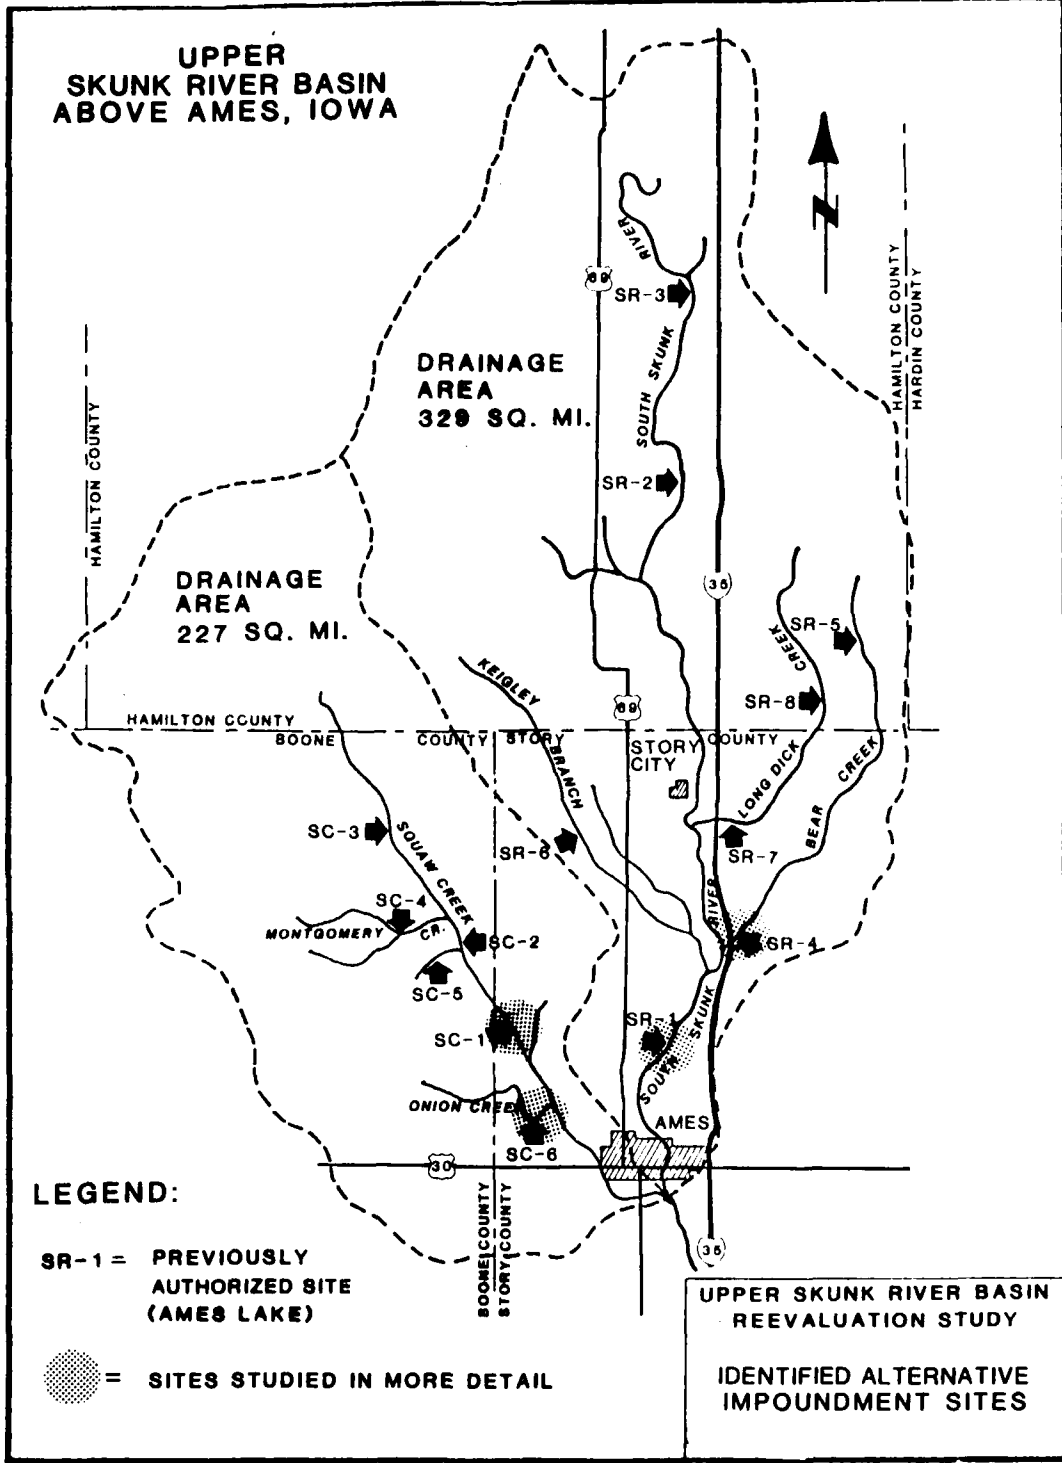 UPPER
SKUNK RIVER BASIN
ABOVE AMES, IOWA
N
RIVER
69
SR-3
HAMILTON COUNTY
HARDIN COUNTY
SOUTH SKUNK
DRAINAGE
AREA
329 SQ. MI.
HAMILTON COUNTY
SR-2
DRAINAGE
AREA
227 SQ. MI.
35
CREEK
SR-5
KEIGLEY
SR-8
69
HAMILTON COUNTY
BOONE COUNTY
STORY COUNTY
STORY
CITY
BRANCH
LONG DICK
CREEK
BEAR
SC-3
SQUAW CREEK
SR-6
SR-7
SC-4
RIVER
MONTGOMERY CR.
SC-2
SR-4
SC-5
SKUNK
SR-1
SC-1
SOUTH
ONION CREEK
AMES
SC-6
30
LEGEND:
BOONE COUNTY
STORY COUNTY
35
SR-1 = PREVIOUSLY
AUTHORIZED SITE
(AMES LAKE)
= SITES STUDIED IN MORE DETAIL
UPPER SKUNK RIVER BASIN
REEVALUATION STUDY
IDENTIFIED ALTERNATIVE
IMPOUNDMENT SITES